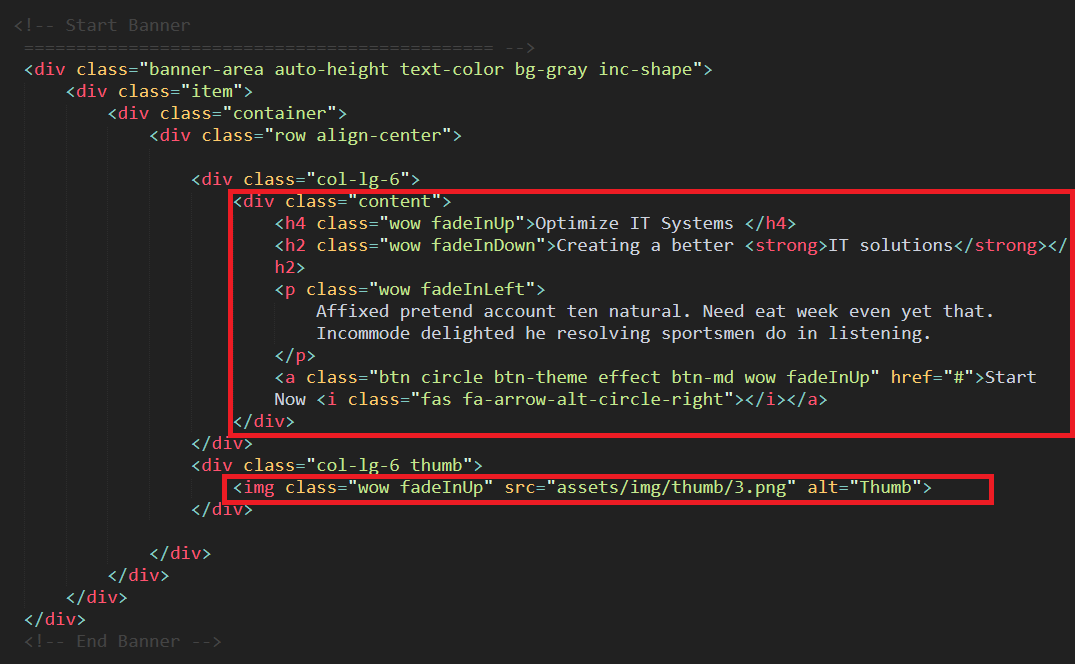 <!-- Start Banner
============================================= -->
<div class="banner-area auto-height text-color bg-gray inc-shape">
<div class="item">
<div class="container">
<div class="row align-center">
<div class="col-lg-6">
<div class="content">
<h4 class="wow fadeInUp">Optimize IT Systems </h4>
<h2 class="wow fadeInDown">Creating a better <strong>IT solutions</strong></
h2>
<p class="wow fadeInLeft">
Affixed pretend account ten natural. Need eat week even yet that.
Incommode delighted he resolving sportsmen do in listening.
</p>
<a class="btn circle btn-theme effect btn-md wow fadeInUp" href="#">Start
Now <i class="fas fa-arrow-alt-circle-right"></i></a>
</div>
</div>
<div class="col-lg-6 thumb">
<img class="wow fadeInUp" src="assets/img/thumb/3.png" alt="Thumb">
</div>
</div>
</div>
</div>
</div>
<!-- End Banner -->